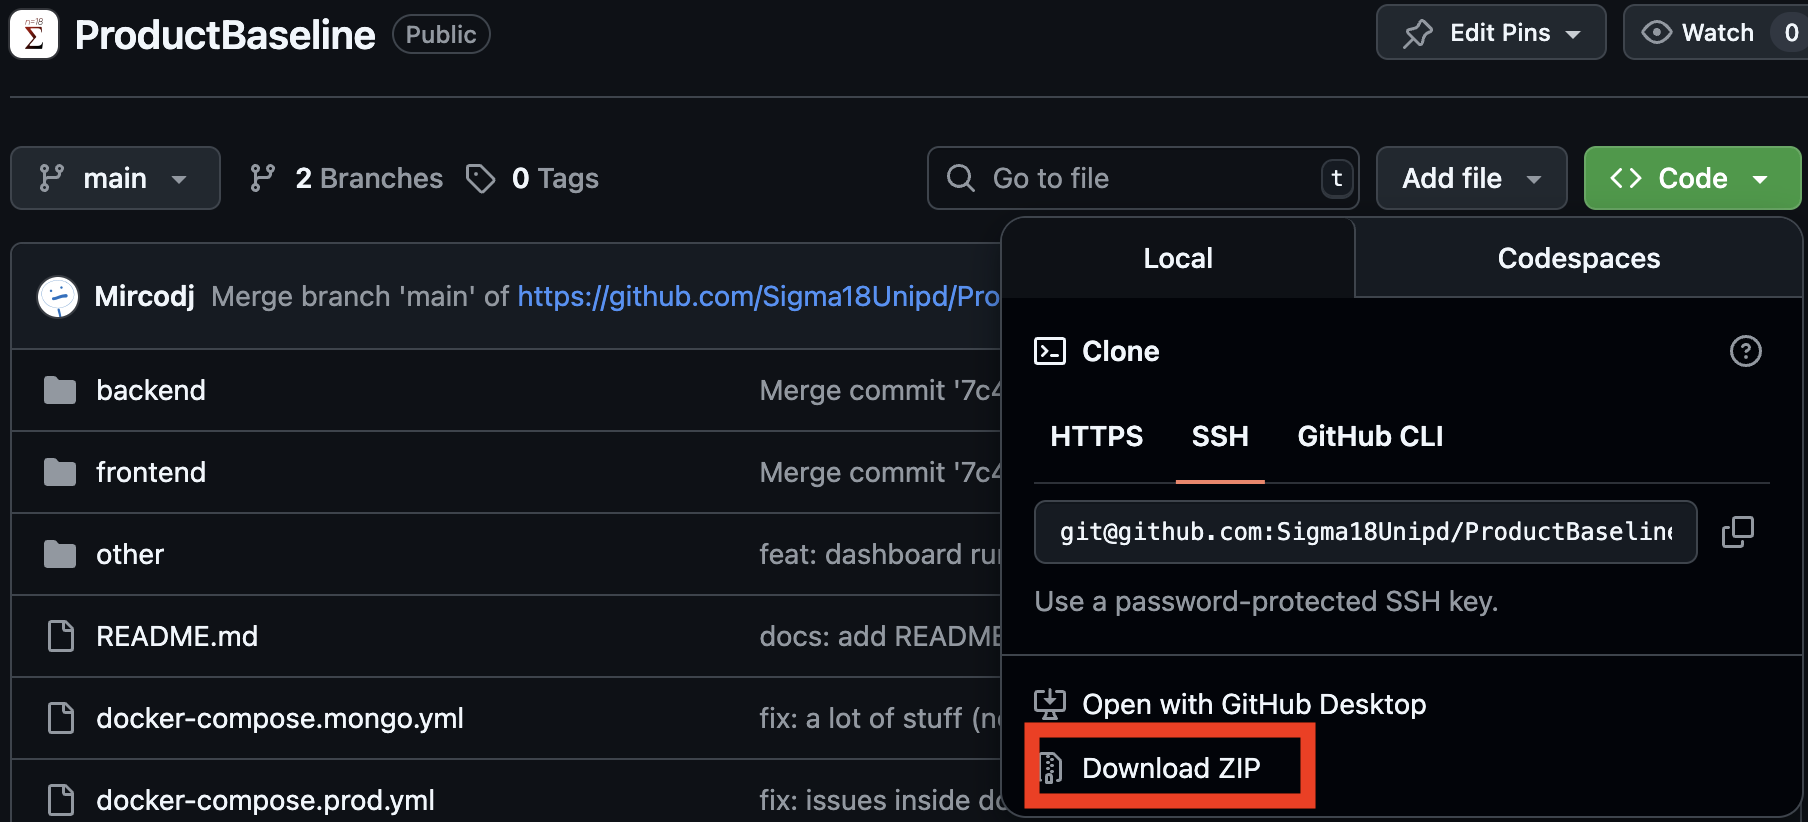 n=18
Σ
ProductBaseline
Public
Edit Pins
Watch
0
main
2 Branches
0 Tags
Go to file
t
Add file
Code
Local
Codespaces
Mircodj Merge branch 'main' of https://github.com/Sigma18Unipd/Pro
Clone
backend
Merge commit '7c4
HTTPS
SSH
GitHub CLI
frontend
Merge commit '7c4
git@github.com:Sigma18Unipd/ProductBaseline
other
feat: dashboard run
Use a password-protected SSH key.
README.md
docs: add README
Open with GitHub Desktop
docker-compose.mongo.yml
fix: a lot of stuff
Download ZIP
docker-compose.prod.yml
fix: issues inside